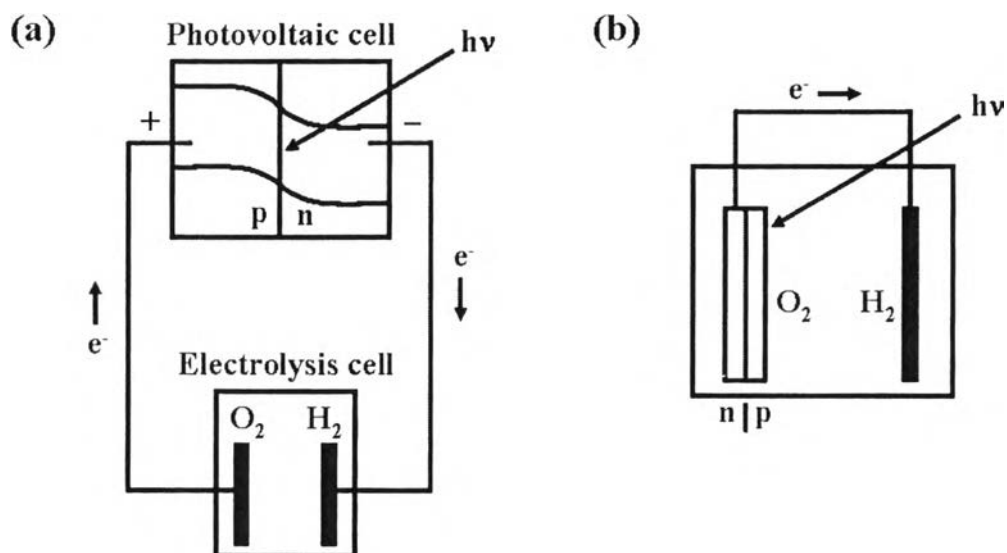 (a)
Photovoltaic cell
hν
+
−
p n
e⁻
e⁻
Electrolysis cell
O₂ H₂
(b)
e⁻
hν
O₂ H₂
n p